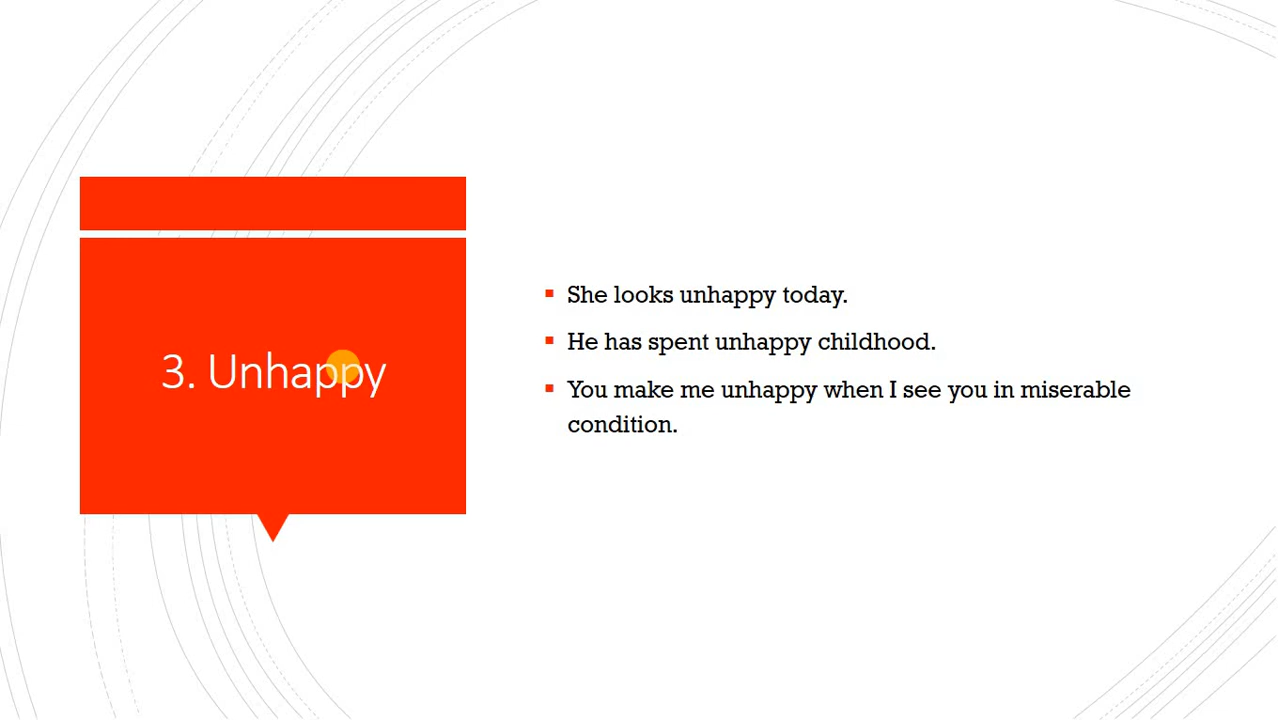 3. Unhappy
She looks unhappy today.
He has spent unhappy childhood.
You make me unhappy when I see you in miserable
condition.